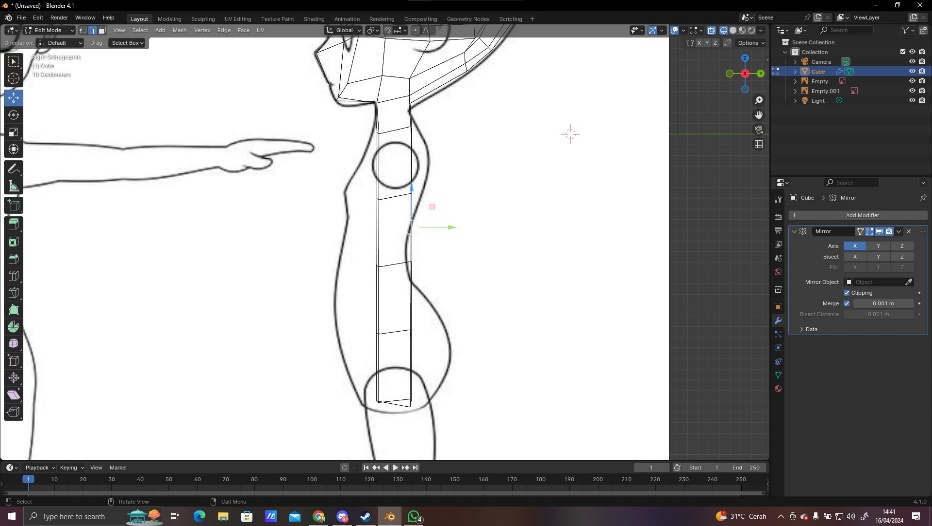 * (Unsaved) - Blender 4.1
File Edit Render Window Help Layout Modeling Sculpting UV Editing Texture Paint Shading Animation Rendering Compositing Geometry Nodes Scripting Scene ViewLayer
Edit Mode View Select Add Mesh Vertex Edge Face UV Global
Orientation: Default Drag: Select Box X Y Z Options
Right Orthographic
(1) Cube
10 Centimeters
Search
Scene Collection
Collection
Camera
Cube
Empty
Empty.001
Light
Search
Cube Mirror
Add Modifier
Mirror
Axis X Y Z
Bisect X Y Z
Flip X Y Z
Mirror Object Object
Clipping
Merge 0.001 m
Bisect Distance 0.001 m
Data
Playback Keying View Marker 1 Start 1 End 250
1 10 20 30 40 50 60 70 80 90 100 110 120 130 140 150 160 170 180 190 200 210 220 230 240 250
Select Rotate View Call Menu 4.1.0
Type here to search 4 31°C Cerah 14:41
16/04/2024